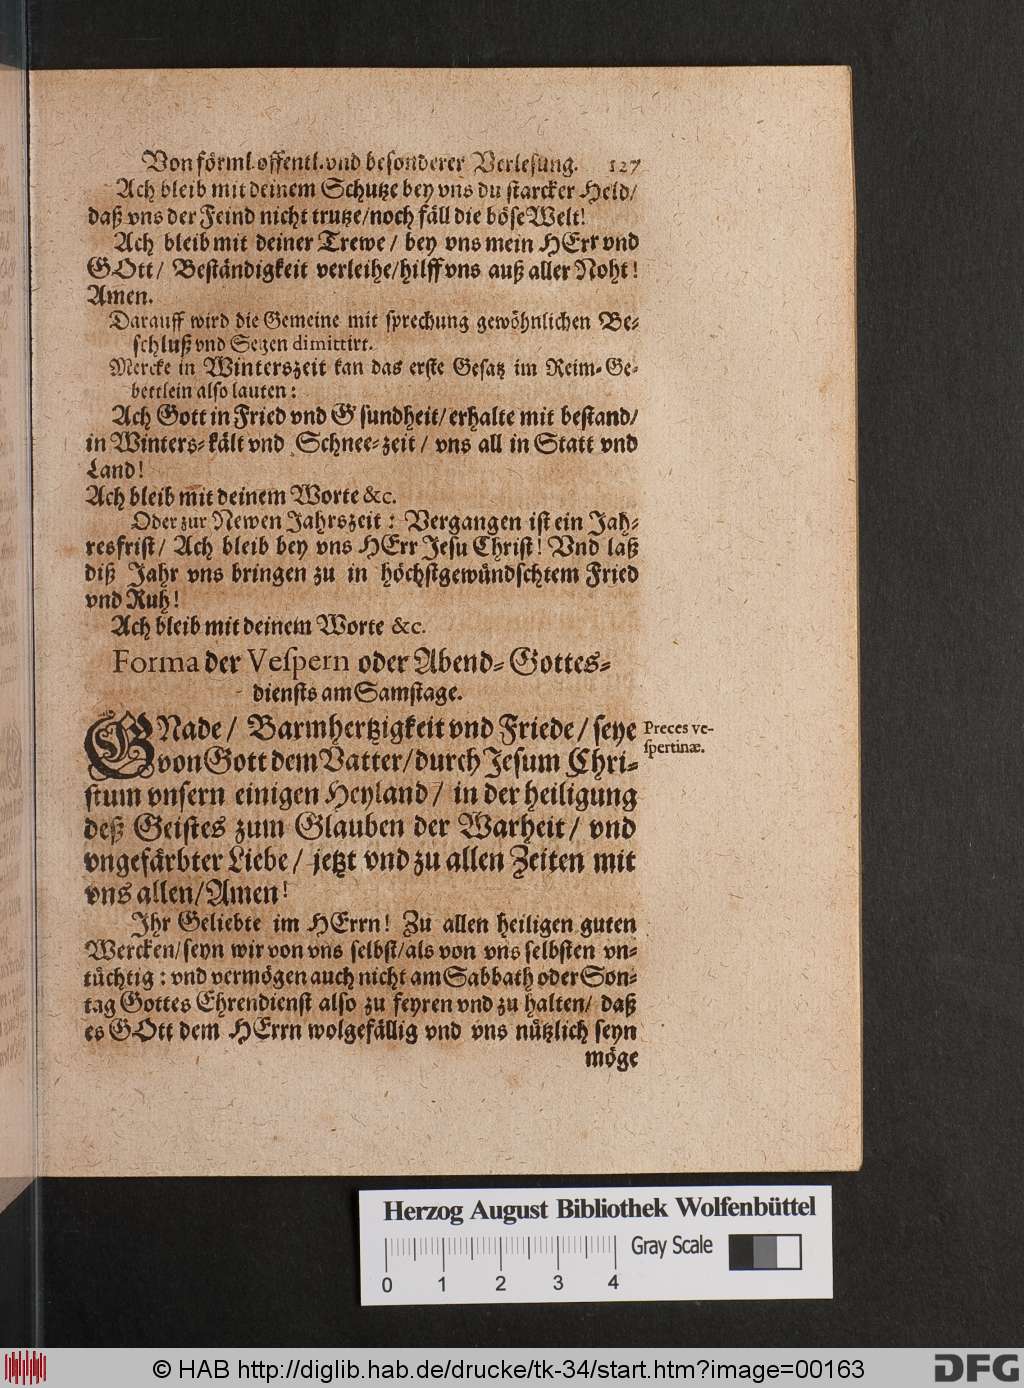 Von förml. offentl. vnd besonderer Verlesung. 127
Ach bleib mit deinem Schutze bey vns du starcker Held/
daß vns der Feind nicht trutze/noch fäll die böse Welt!
Ach bleib mit deiner Trewe/ bey vns mein HErr vnd
GOtt/ Beständigkeit verleihe/hilff vns auß aller Noht!
Amen.
Darauff wird die Gemeine mit sprechung gewöhnlichen Be-
schluß vnd Segen dimittirt.
Mercke in Winterszeit kan das erste Gesatz im Reim-Ge-
bettlein also lauten:
Ach Gott in Fried vnd G'sundheit/ erhalte mit bestand/
in Winters-kält vnd Schnee-zeit/ vns all in Statt vnd
Land!
Ach bleib mit deinem Worte &c.
Oder zur Newen Jahrszeit: Vergangen ist ein Jah-
resfrist/ Ach bleib bey vns HErr Jesu Christ! Vnd laß
diß Jahr vns bringen zu in höchstgewündschtem Fried
vnd Ruh!
Ach bleib mit deinem Worte &c.
Forma der Vespern oder Abend-Gottes-
diensts am Samstage.
GNade/ Barmhertzigkeit vnd Friede/ seye
von Gott dem Vatter/durch Jesum Chri-
stum vnsern einigen Heyland/ in der heiligung
deß Geistes zum Glauben der Warheit/ vnd
vngefärbter Liebe/ jetzt vnd zu allen Zeiten mit
vns allen/Amen!
Preces ve-
spertinæ.
Ihr Geliebte im HErrn! Zu allen heiligen guten
Wercken/seyn wir von vns selbst/als von vns selbsten vn-
tüchtig: vnd vermögen auch nicht am Sabbath oder Son-
tag Gottes Ehrendienst also zu feyren vnd zu halten/ daß
es GOtt dem HErrn wolgefällig vnd vns nützlich seyn
möge
Herzog August Bibliothek Wolfenbüttel
Gray Scale
0 1 2 3 4
© HAB http://diglib.hab.de/drucke/tk-34/start.htm?image=00163
DFG